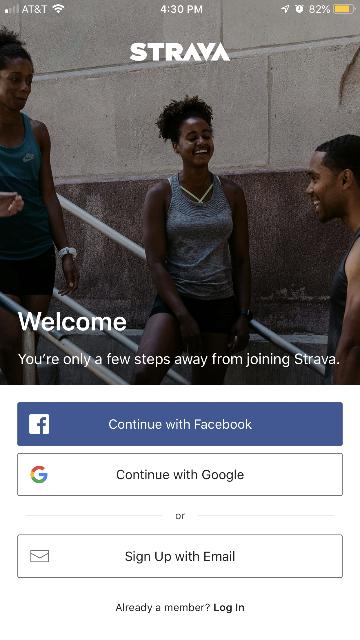 AT&T 4:30 PM 82%
STRAVA
Welcome
You're only a few steps away from joining Strava.
Continue with Facebook
Continue with Google
or
Sign Up with Email
Already a member? Log In